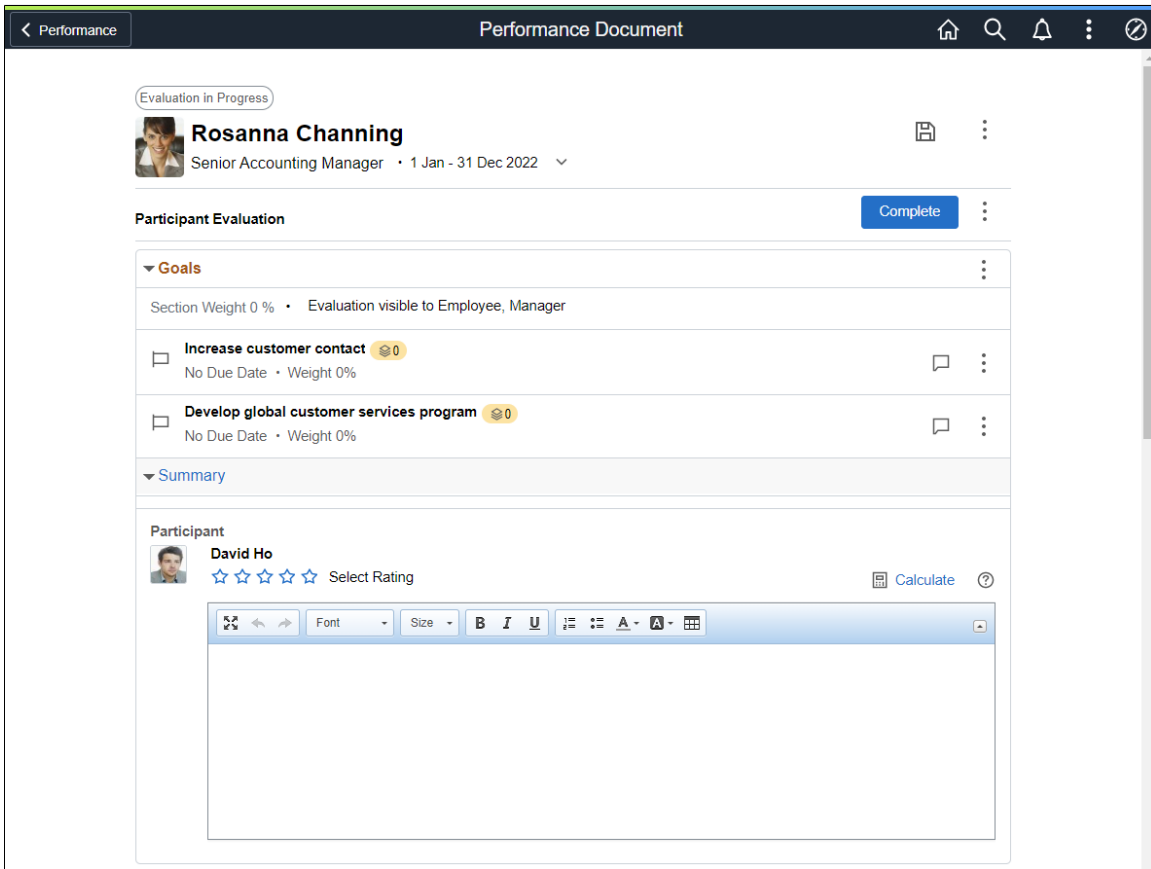 Performance
Performance Document
Evaluation in Progress
Rosanna Channing
Senior Accounting Manager • 1 Jan - 31 Dec 2022
Participant Evaluation
Complete
Goals
Section Weight 0 % • Evaluation visible to Employee, Manager
Increase customer contact 0
No Due Date • Weight 0%
Develop global customer services program 0
No Due Date • Weight 0%
Summary
Participant
David Ho
Select Rating
Calculate
Font
Size
B I U
A
A